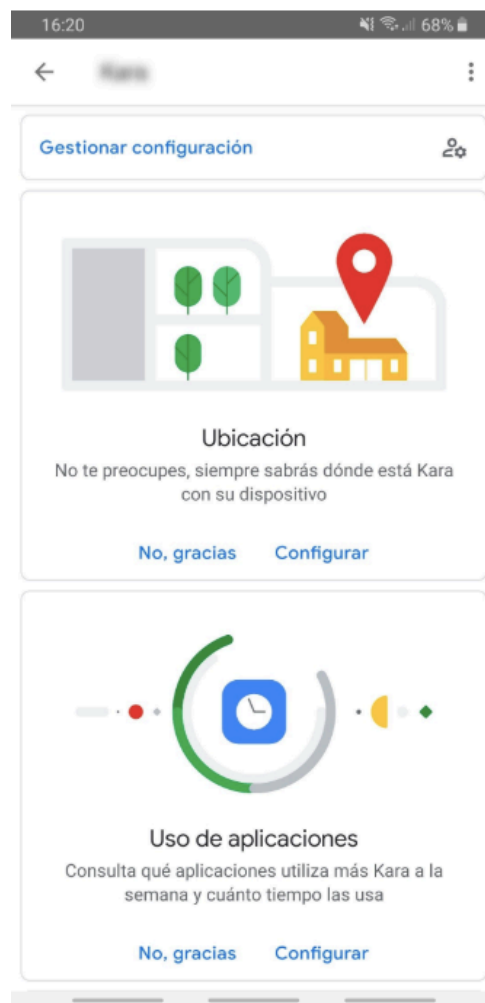 16:20 68%
Kara
Gestionar configuración
Ubicación
No te preocupes, siempre sabrás dónde está Kara
con su dispositivo
No, gracias Configurar
Uso de aplicaciones
Consulta qué aplicaciones utiliza más Kara a la
semana y cuánto tiempo las usa
No, gracias Configurar